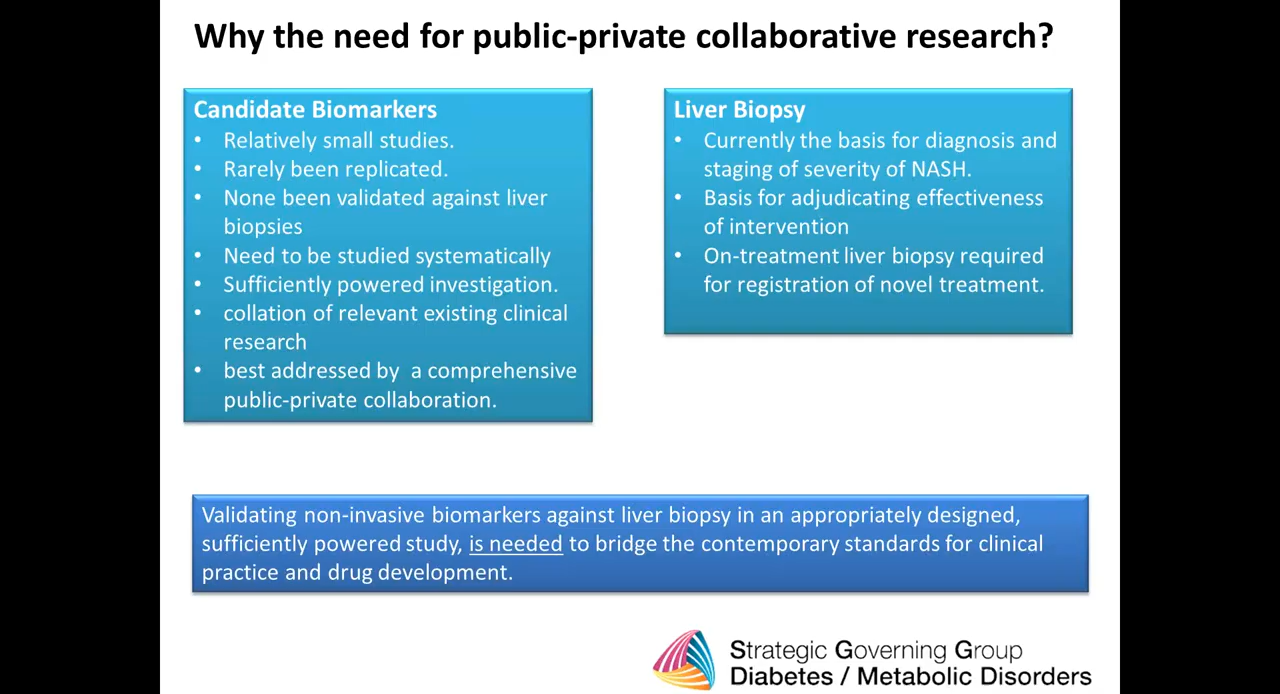 Why the need for public-private collaborative research?
Candidate Biomarkers
• Relatively small studies.
• Rarely been replicated.
• None been validated against liver
biopsies
• Need to be studied systematically
• Sufficiently powered investigation.
• collation of relevant existing clinical
research
• best addressed by a comprehensive
public-private collaboration.
Liver Biopsy
• Currently the basis for diagnosis and
staging of severity of NASH.
• Basis for adjudicating effectiveness
of intervention
• On-treatment liver biopsy required
for registration of novel treatment.
Validating non-invasive biomarkers against liver biopsy in an appropriately designed,
sufficiently powered study, is needed to bridge the contemporary standards for clinical
practice and drug development.
Strategic Governing Group
Diabetes / Metabolic Disorders